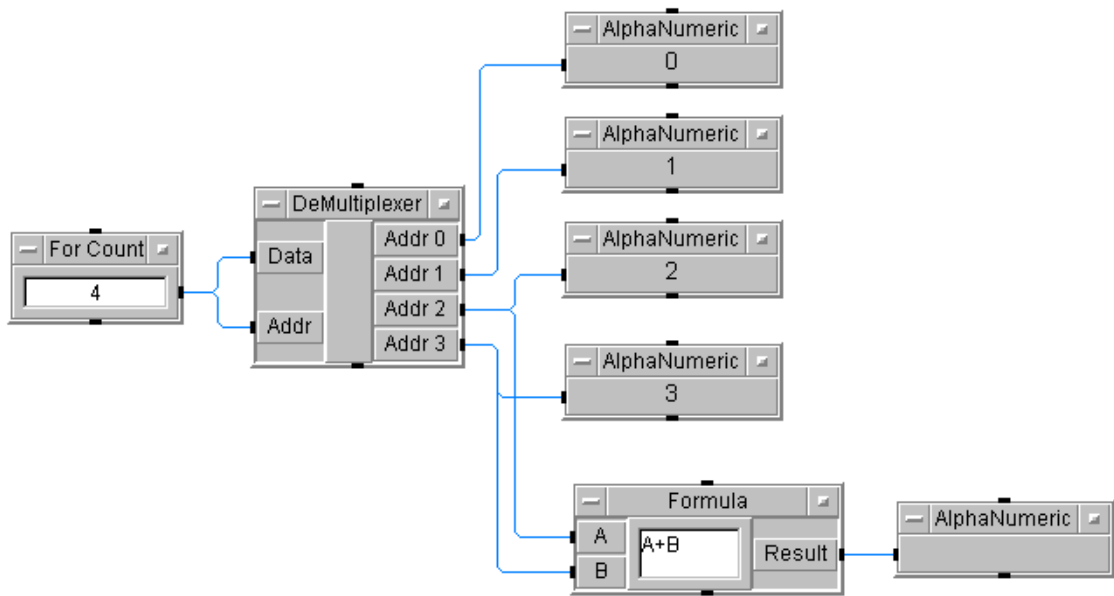 AlphaNumeric
0
AlphaNumeric
1
DeMultiplexer
Data
Addr
Addr 0
Addr 1
Addr 2
Addr 3
For Count
4
AlphaNumeric
2
AlphaNumeric
3
Formula
A
B
A+B
Result
AlphaNumeric